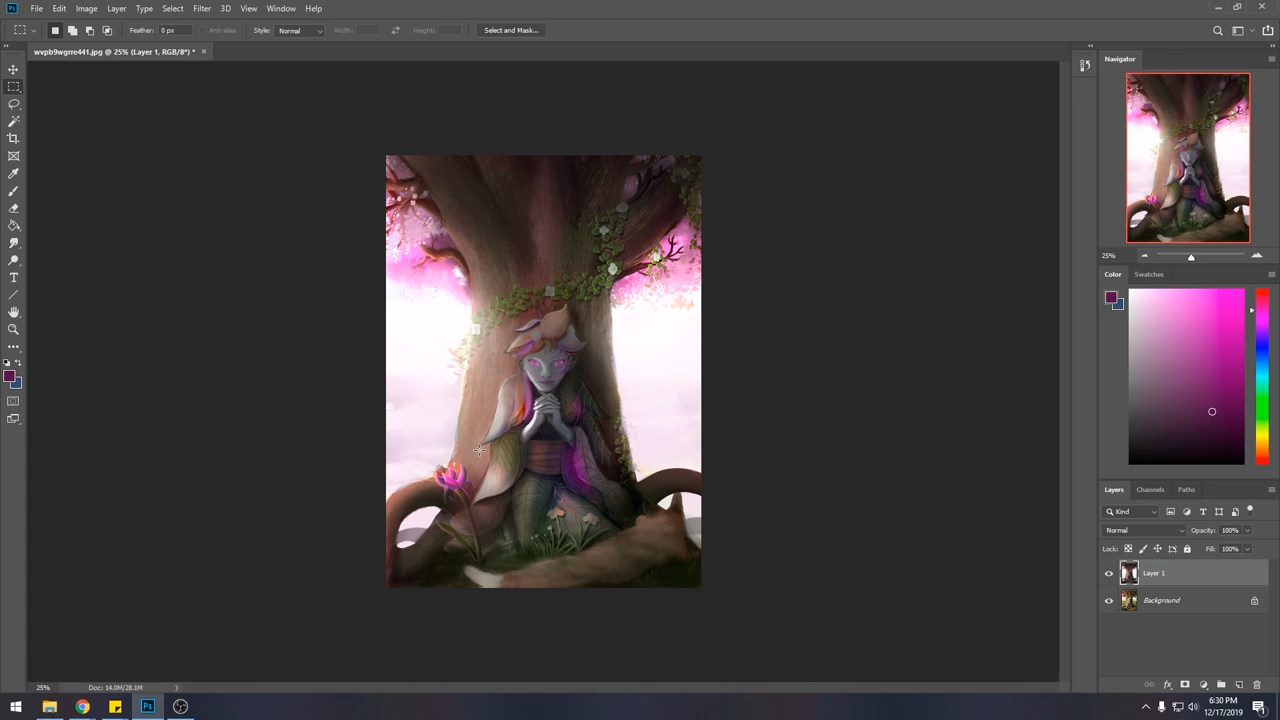 Ps File Edit Image Layer Type Select Filter 3D View Window Help
Feather: 0 px Anti-alias Style: Normal Width: Height: Select and Mask...
wvpb9wgrre441.jpg @ 25% (Layer 1, RGB/8*) * ×
Navigator
25%
Color Swatches
Layers Channels Paths
Kind
Normal Opacity: 100%
Lock: Fill: 100%
Layer 1
Background
25% Doc: 14.0M/28.1M
Ps
6:30 PM
12/17/2019